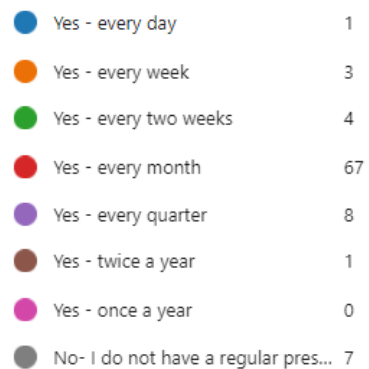 Yes - every day 1
Yes - every week 3
Yes - every two weeks 4
Yes - every month 67
Yes - every quarter 8
Yes - twice a year 1
Yes - once a year 0
No- I do not have a regular pres... 7